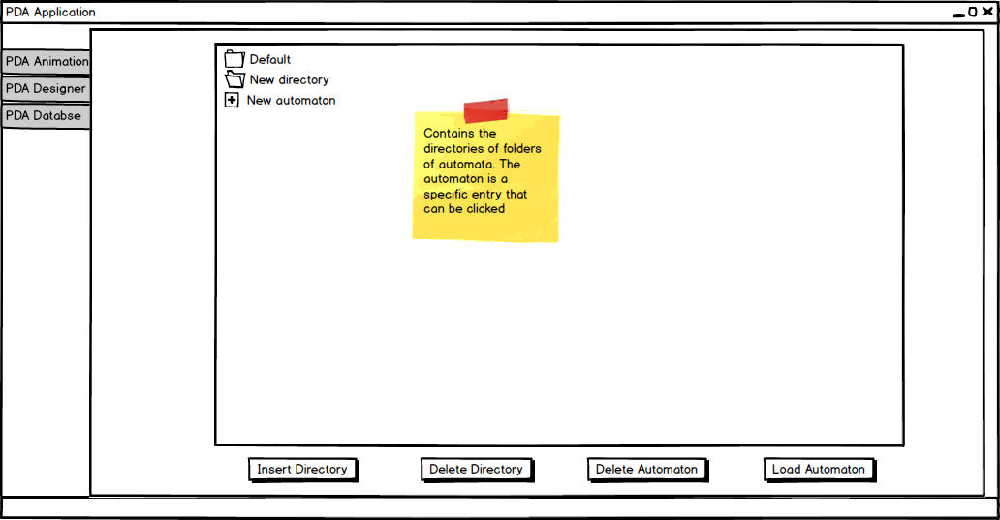 PDA Application
PDA Animation
PDA Designer
PDA Databse
Default
New directory
New automaton
Contains the
directories of folders
of automata. The
automaton is a
specific entry that
can be clicked
Insert Directory
Delete Directory
Delete Automaton
Load Automaton